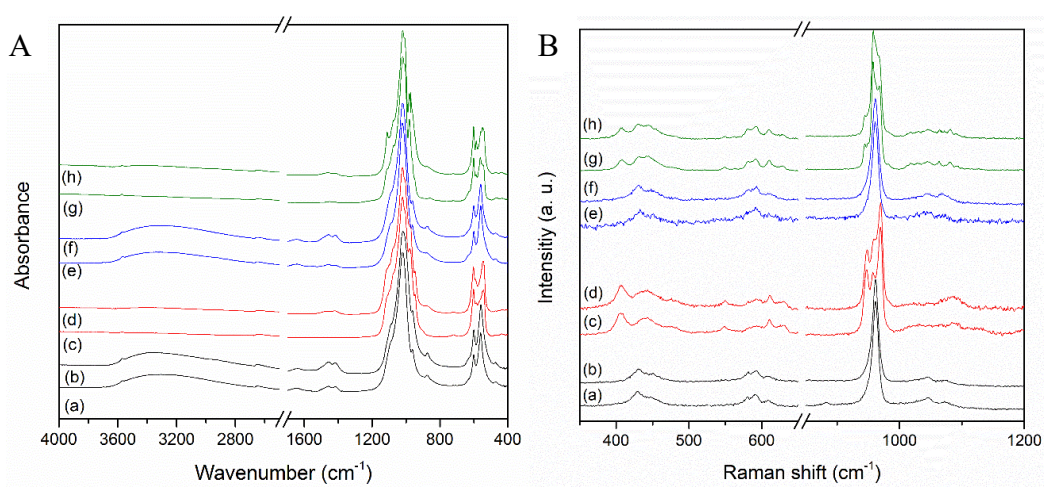 A
Absorbance
(h)
(g)
(f)
(e)
(d)
(c)
(b)
(a)
4000 3600 3200 2800 1600 1200 800 400
Wavenumber (cm-1)
B
Intensitiy (a. u.)
(h)
(g)
(f)
(e)
(d)
(c)
(b)
(a)
400 500 600 1000 1200
Raman shift (cm-1)